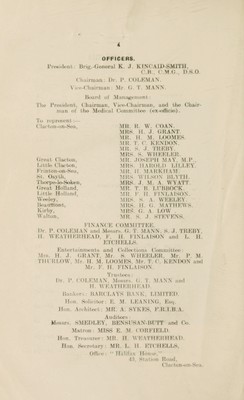 4
OFFICERS.
President: Brig.-General K. J. KINCAID-SMITH,
C.B., C.M.G., D.S.O.
Chairman: Dr. P. COLEMAN.
Vice-Chairman: Mr. G. T. MANN.
Board of Management:
The President, Chairman, Vice-Chairman, and the Chairman of the Medical Committee (ex-officio).
To represent:—
Clacton-on-Sea, MR. R. W. COAN.
MRS. H. J. GRANT
MR. H. M. LOOMES.
MR. T. C. KENDON.
MR. S. J. TREBY.
MRS. S. WHEELER.
Great Clacton, MR. JOSEPH MAY, M.P.
Little Clacton, MRS. HAROLD LILLEY.
Frinton-on-Sea, MR. H. MARKHAM.
St. Osyth, MRS. WILSON BLYTH.
Thorpe-le-Soken, MRS. J. M. A. WYATT.
Great Holland, MR. T. B. LUBBOCK.
Little Holland, MR. F. H. FINLAISON.
Weeley, MRS. S. A. WEELEY
Beaumont, MRS. H. G. MATHEWS.
Kirby, MRS. G. A. LOW
Walton, MR. S. J. STEVENS.
FINANCE COMMITTEE.
Dr. P. COLEMAN and Messrs. G. T. MANN, S. J. TREBY,
H. WEATHERHEAD, F. H. FINLAISON and L. H.
ETCHELLS.
Entertainments and Collections Committee:
Mrs. H. J. GRANT, Mr. S. WHEELER, Mr. P. M.
THURLOW, Mr. H. M. LOOMES, Mr. T. C. KENDON and
Mr. F. H. FINLAISON.
Trustees:
Dr. P. COLEMAN, Messrs. G. T. MANN and
H. WEATHERHEAD.
Bankers: BARCLAYS BANK, LIMITED.
Hon. Solicitor: E. M. LEANING, Esq.
Hon. Architect: MR. A. SYKES, F.R.I.B.A.
Auditors:
Messrs. SMEDLEY, RENSI'SAN-BUTT and Co.
Matron: MISS E. M. CORFIELD.
Hon. Treasurer: MR. H. WEATHERHEAD.
Hon. Secretary: MR. L. H. ETCHELLS.
Office: "Halifax House,"
Station Road,
Clacton-on-Sea.